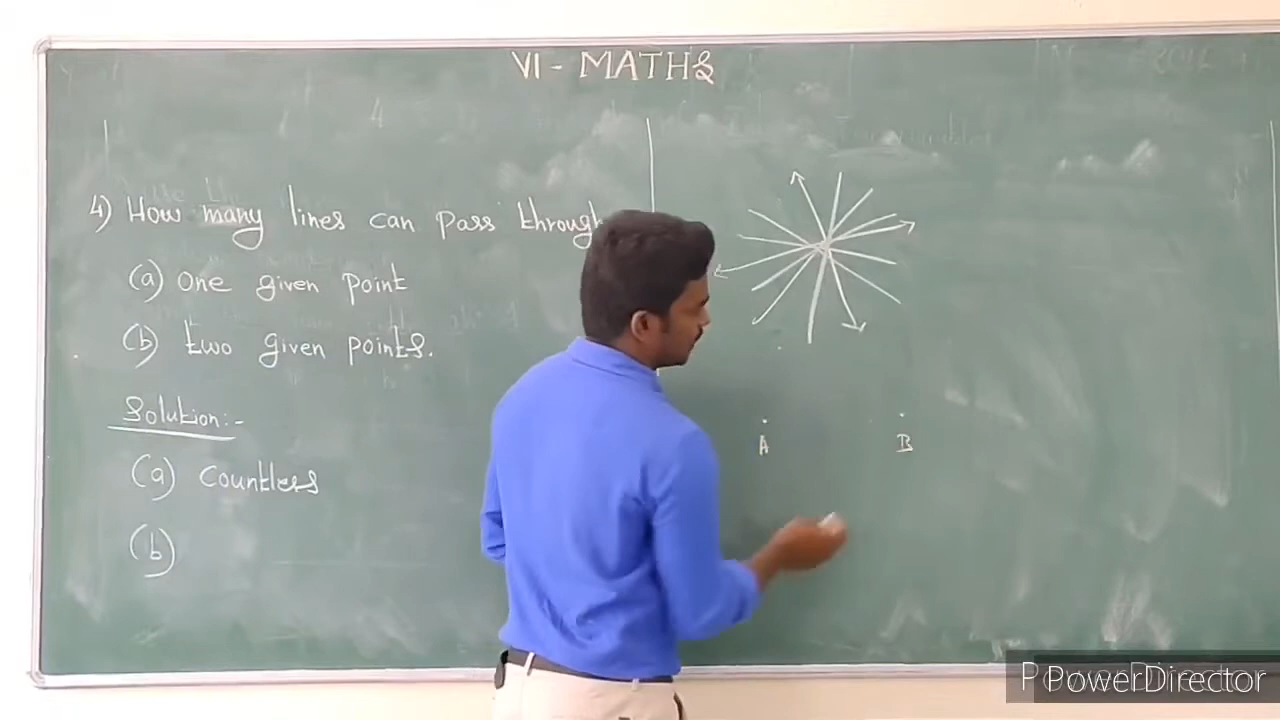 VI - MATHS
4) How many lines can pass through
(a) one given point
(b) two given points.
Solution:-
(a) countless
(b)
A
B
PowerDirector